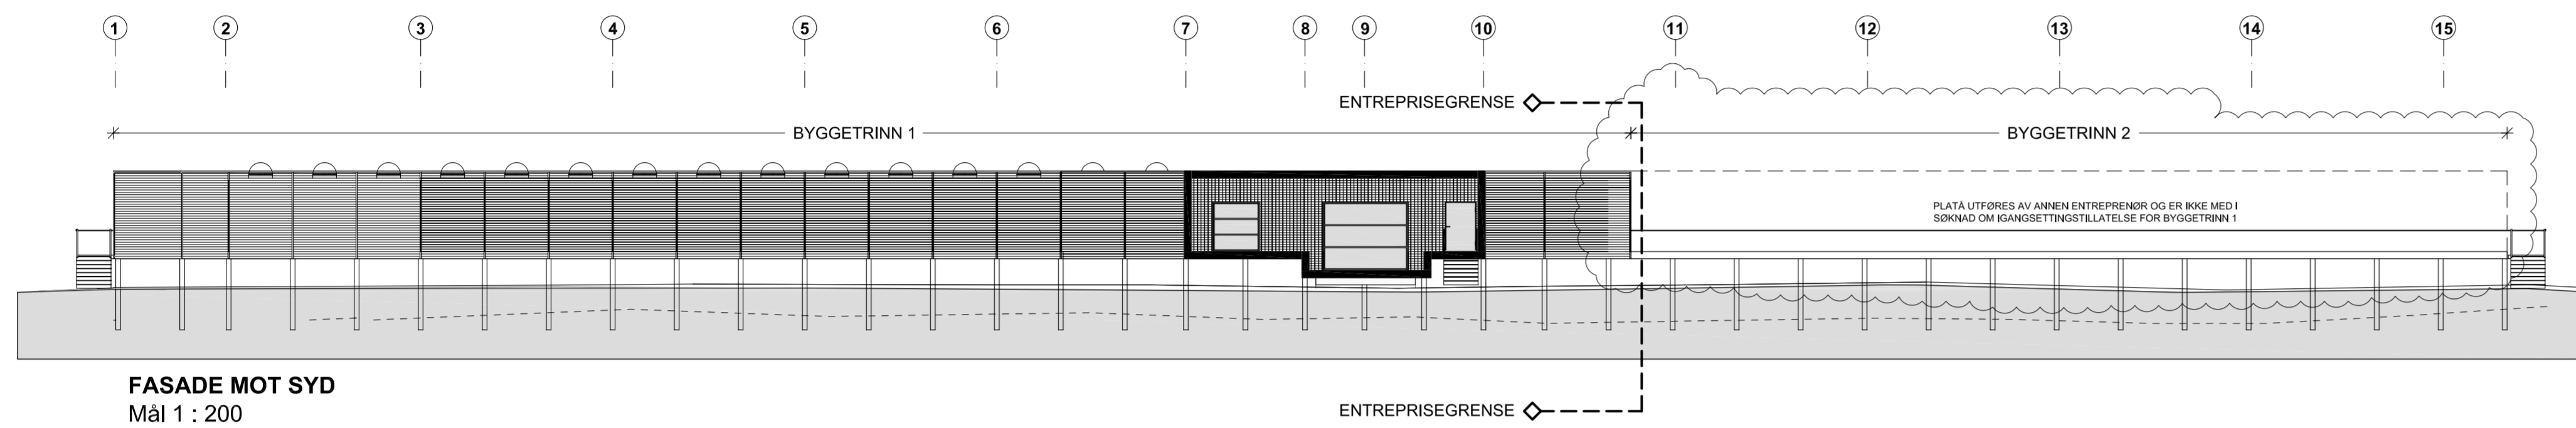 1 2 3 4 5 6 7 8 9 10 11 12 13 14 15
ENTREPRISEGRENSE
BYGGETRINN 1
BYGGETRINN 2
PLATÅ UTFØRES AV ANNEN ENTREPRENØR OG ER IKKE MED I
SØKNAD OM IGANGSETTINGSTILLATELSE FOR BYGGETRINN 1
FASADE MOT SYD
Mål 1 : 200
ENTREPRISEGRENSE